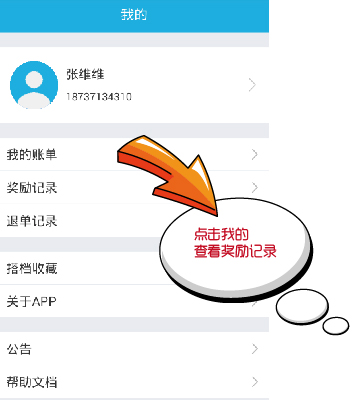 我的
张维维
18737134310
我的账单
奖励记录
退单记录
点击我的
查看奖励记录
搭档收藏
关于APP
公告
帮助文档